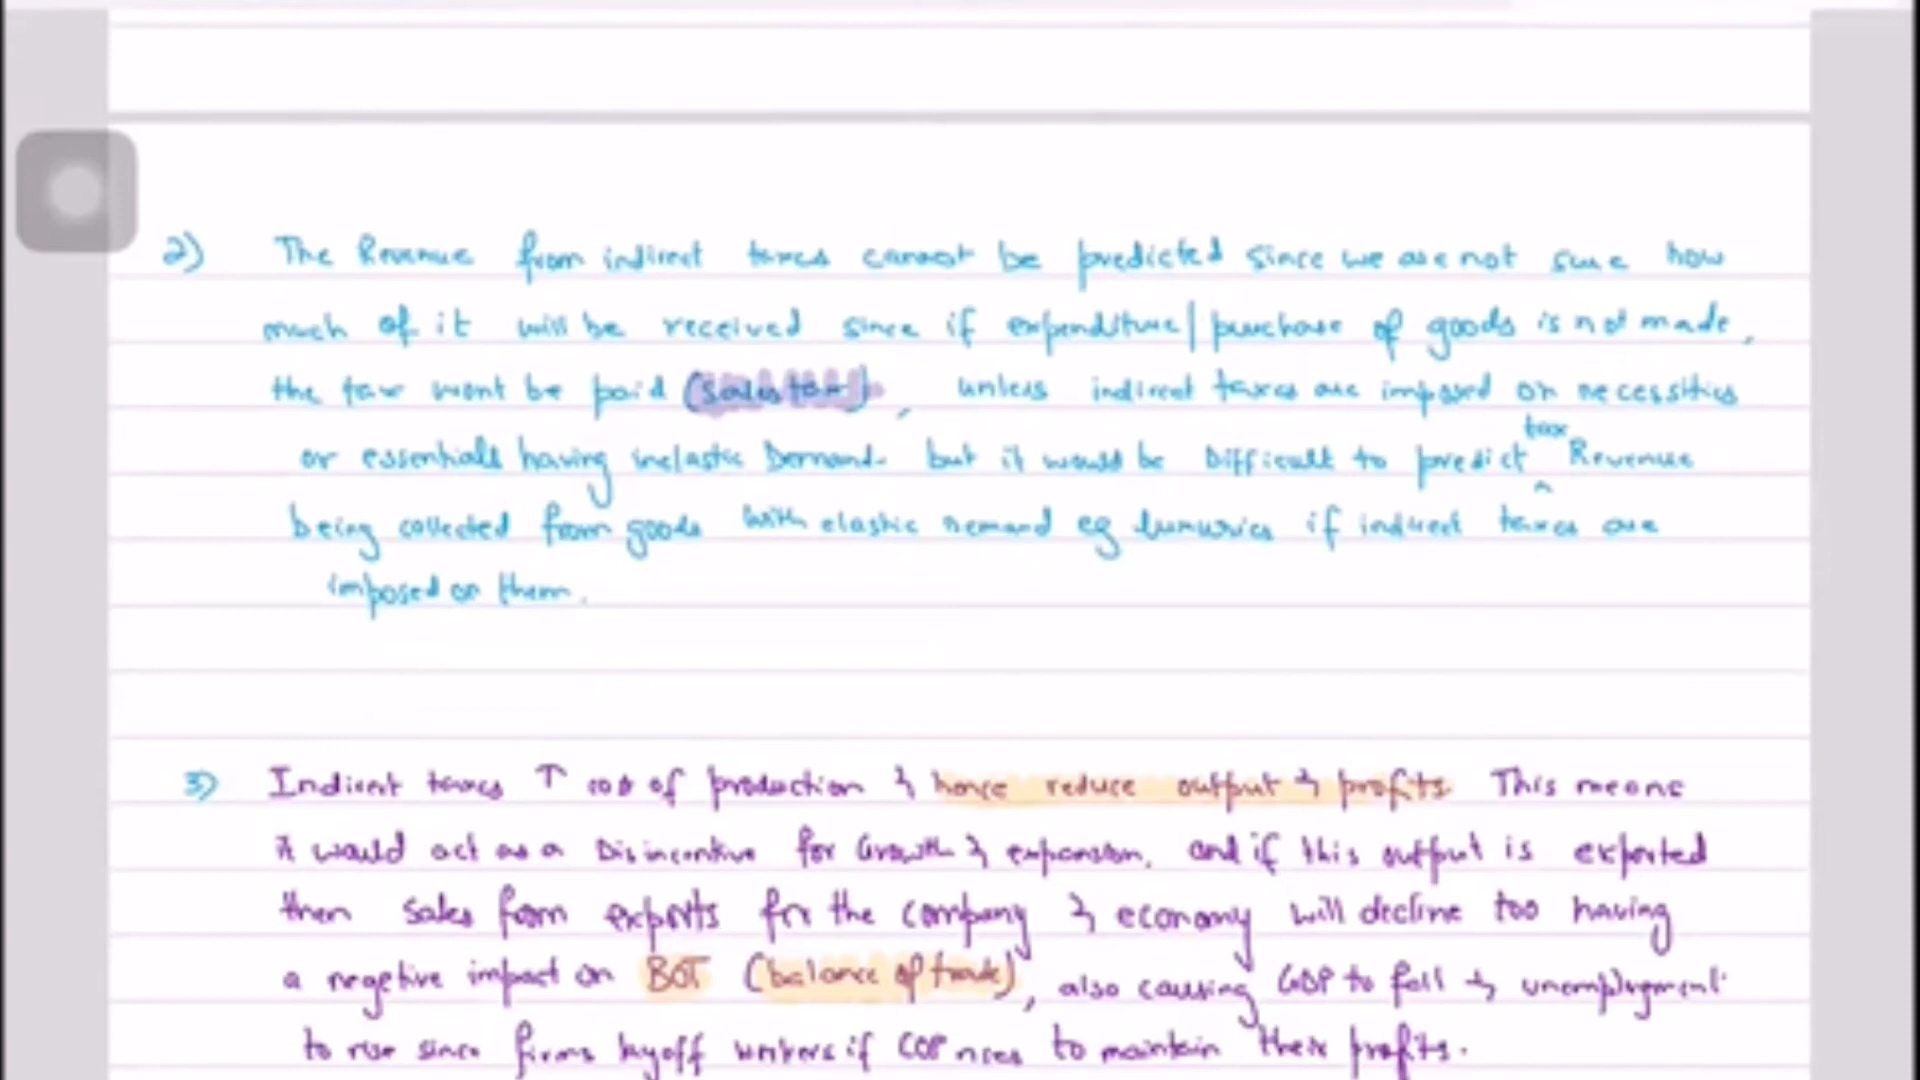 2) The Revenue from indirect taxes cannot be predicted since we are not sure how
much of it will be received since if expenditure/purchase of goods is not made,
the tax wont be paid (sales tax), unless indirect taxes are imposed on necessities
or essentials having inelastic Demand. but it would be Difficult to predict tax Revenue
being collected from goods with elastic demand eg luxuries if indirect taxes are
imposed on them.
3) Indirect taxes ↑ cost of production & hence reduce output & profits. This means
it would act as a Disincentive for Growth & expansion. and if this output is exported
then sales from exports for the company & economy will decline too having
a negetive impact on BOT (balance of trade), also causing GDP to fall & unemployment
to rise since firms layoff workers if COP rises to maintain their profits.